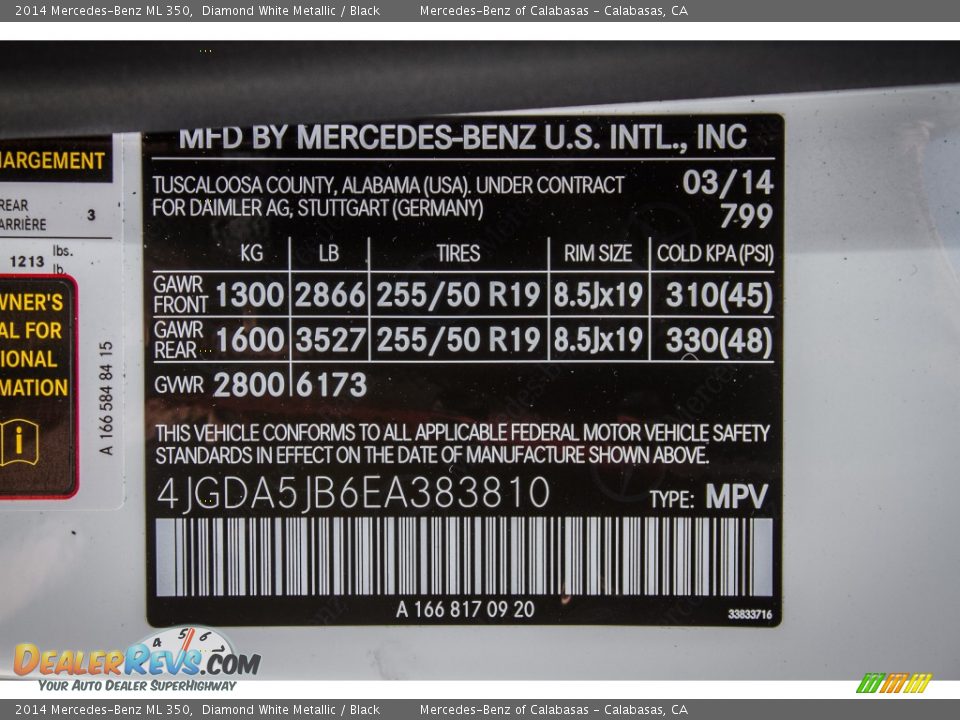 2014 Mercedes-Benz ML 350, Diamond White Metallic / Black Mercedes-Benz of Calabasas - Calabasas, CA
MFD BY MERCEDES-BENZ U.S. INTL., INC
TUSCALOOSA COUNTY, ALABAMA (USA). UNDER CONTRACT
FOR DAIMLER AG, STUTTGART (GERMANY)
03/14
799
KG LB TIRES RIM SIZE COLD KPA (PSI)
GAWR FRONT 1300 2866 255/50 R19 8.5Jx19 310(45)
GAWR REAR 1600 3527 255/50 R19 8.5Jx19 330(48)
GVWR 2800 6173
THIS VEHICLE CONFORMS TO ALL APPLICABLE FEDERAL MOTOR VEHICLE SAFETY
STANDARDS IN EFFECT ON THE DATE OF MANUFACTURE SHOWN ABOVE.
4JGDA5JB6EA383810 TYPE: MPV
A 166 817 09 20
33833716
ARGEMENT
REAR
ARRIÈRE
3
1213 lbs.
lb.
WNER'S
AL FOR
IONAL
MATION
i
A 166 584 84 15
4 5 6
DEALERREVS.COM
YOUR AUTO DEALER SUPERHIGHWAY
2014 Mercedes-Benz ML 350, Diamond White Metallic / Black Mercedes-Benz of Calabasas - Calabasas, CA